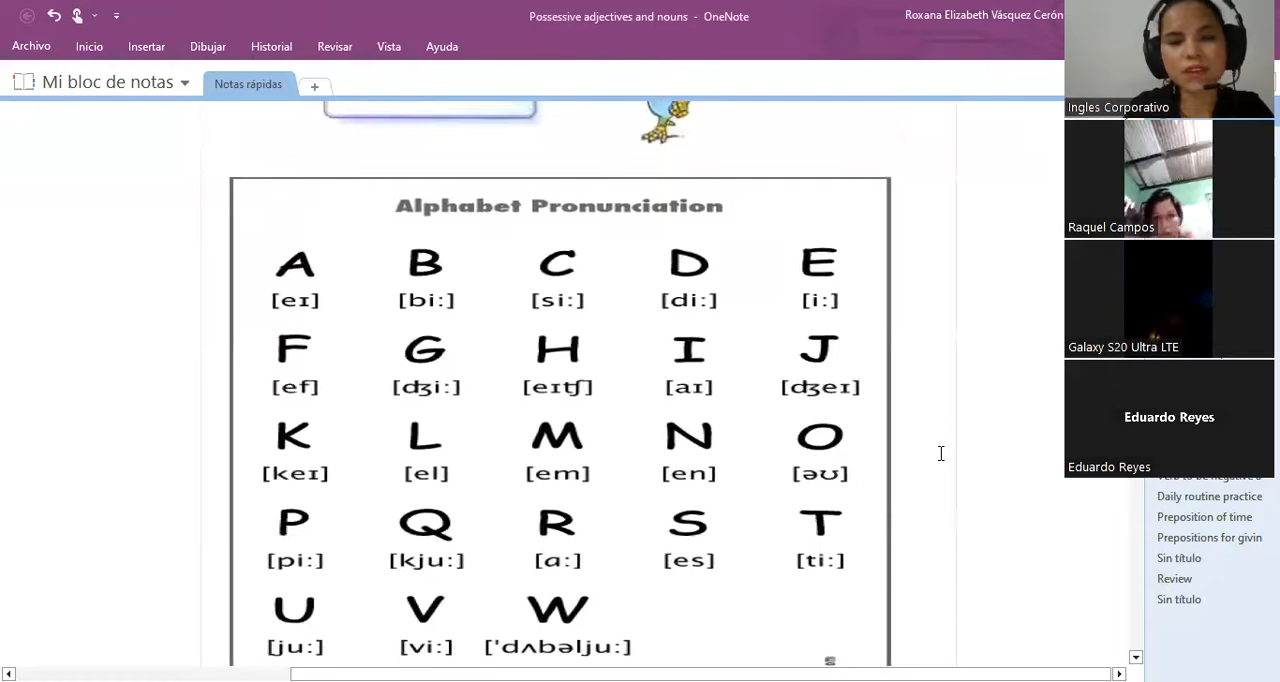 Possessive adjectives and nouns - OneNote
Roxana Elizabeth Vásquez Cerón
Archivo Inicio Insertar Dibujar Historial Revisar Vista Ayuda
Mi bloc de notas
Notas rápidas
+
Alphabet Pronunciation
A B C D E
[eɪ] [bi:] [si:] [di:] [i:]
F G H I J
[ef] [ʤi:] [eɪʧ] [aɪ] [ʤeɪ]
K L M N O
[keɪ] [el] [em] [en] [əʊ]
P Q R S T
[pi:] [kju:] [ɑ:] [es] [ti:]
U V W
[ju:] [vi:] ['dʌbəlju:]
Ingles Corporativo
Raquel Campos
Galaxy S20 Ultra LTE
Eduardo Reyes
Eduardo Reyes
Daily routine practice
Preposition of time
Prepositions for givin
Sin título
Review
Sin título